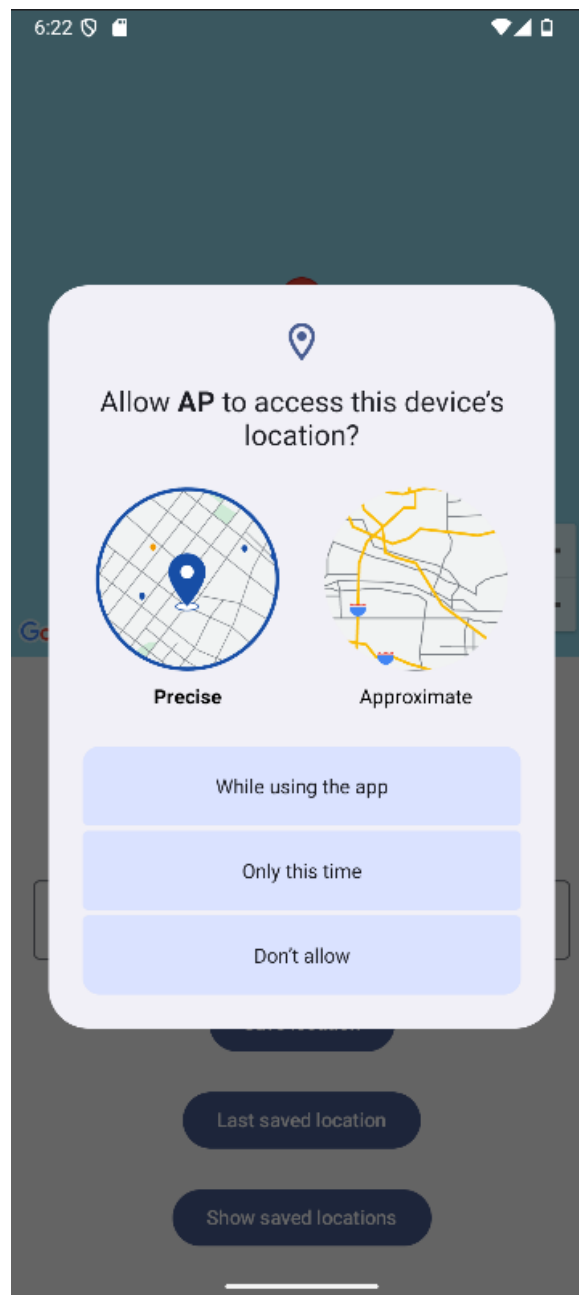 6:22
Allow AP to access this device's
location?
Precise
Approximate
While using the app
Only this time
Don't allow
Last saved location
Show saved locations